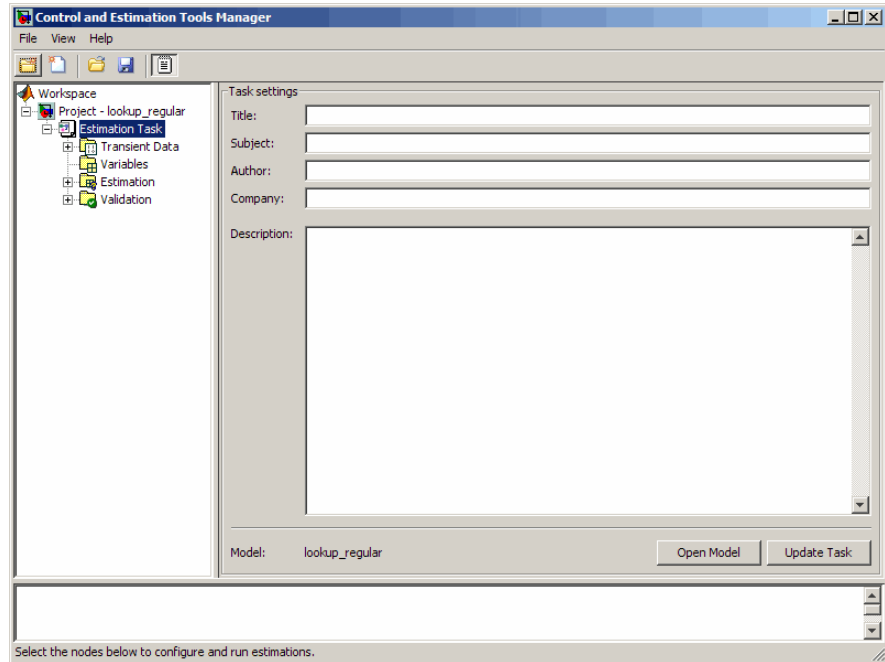 Control and Estimation Tools Manager
File View Help
Workspace
Project - lookup_regular
Estimation Task
Transient Data
Variables
Estimation
Validation
Task settings
Title:
Subject:
Author:
Company:
Description:
Model: lookup_regular
Open Model
Update Task
Select the nodes below to configure and run estimations.